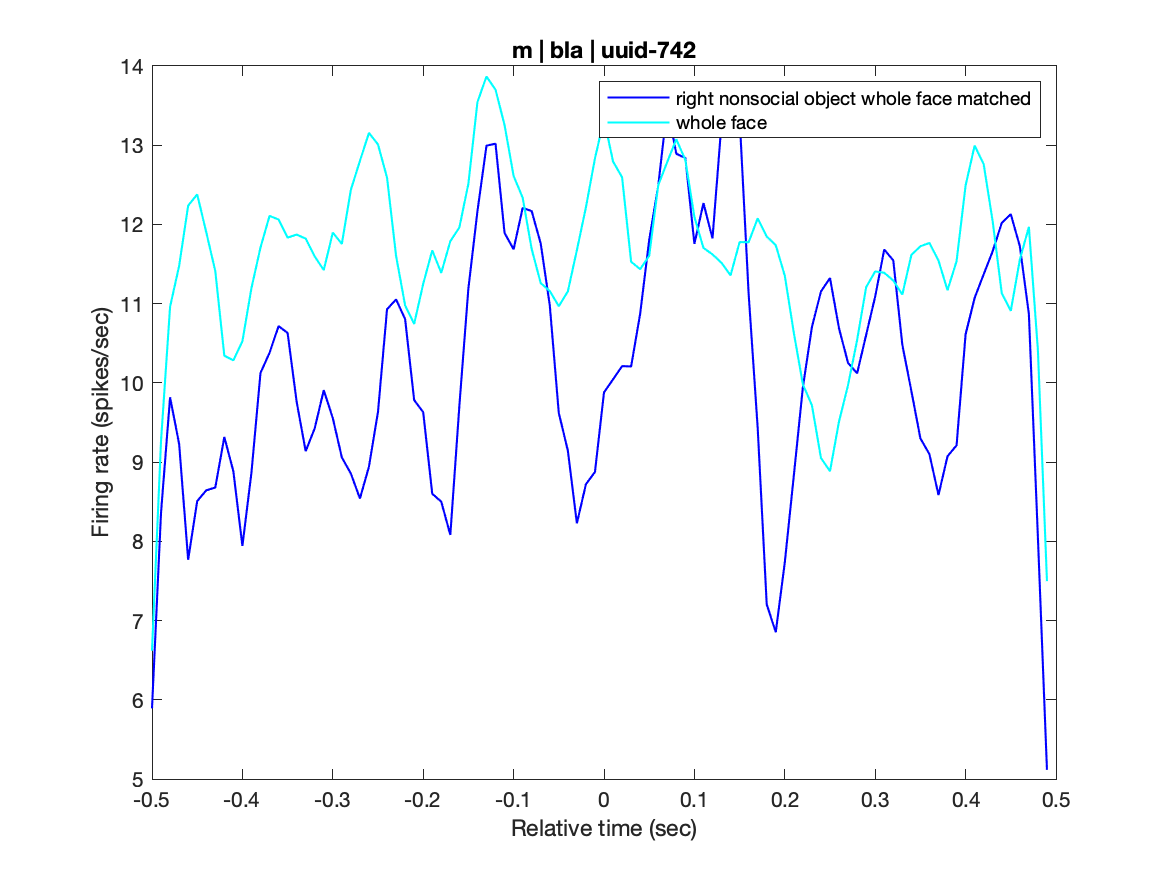 m | bla | uuid-742
right nonsocial object whole face matched
whole face
14
13
12
11
10
9
8
7
6
5
Firing rate (spikes/sec)
-0.5 -0.4 -0.3 -0.2 -0.1 0 0.1 0.2 0.3 0.4 0.5
Relative time (sec)